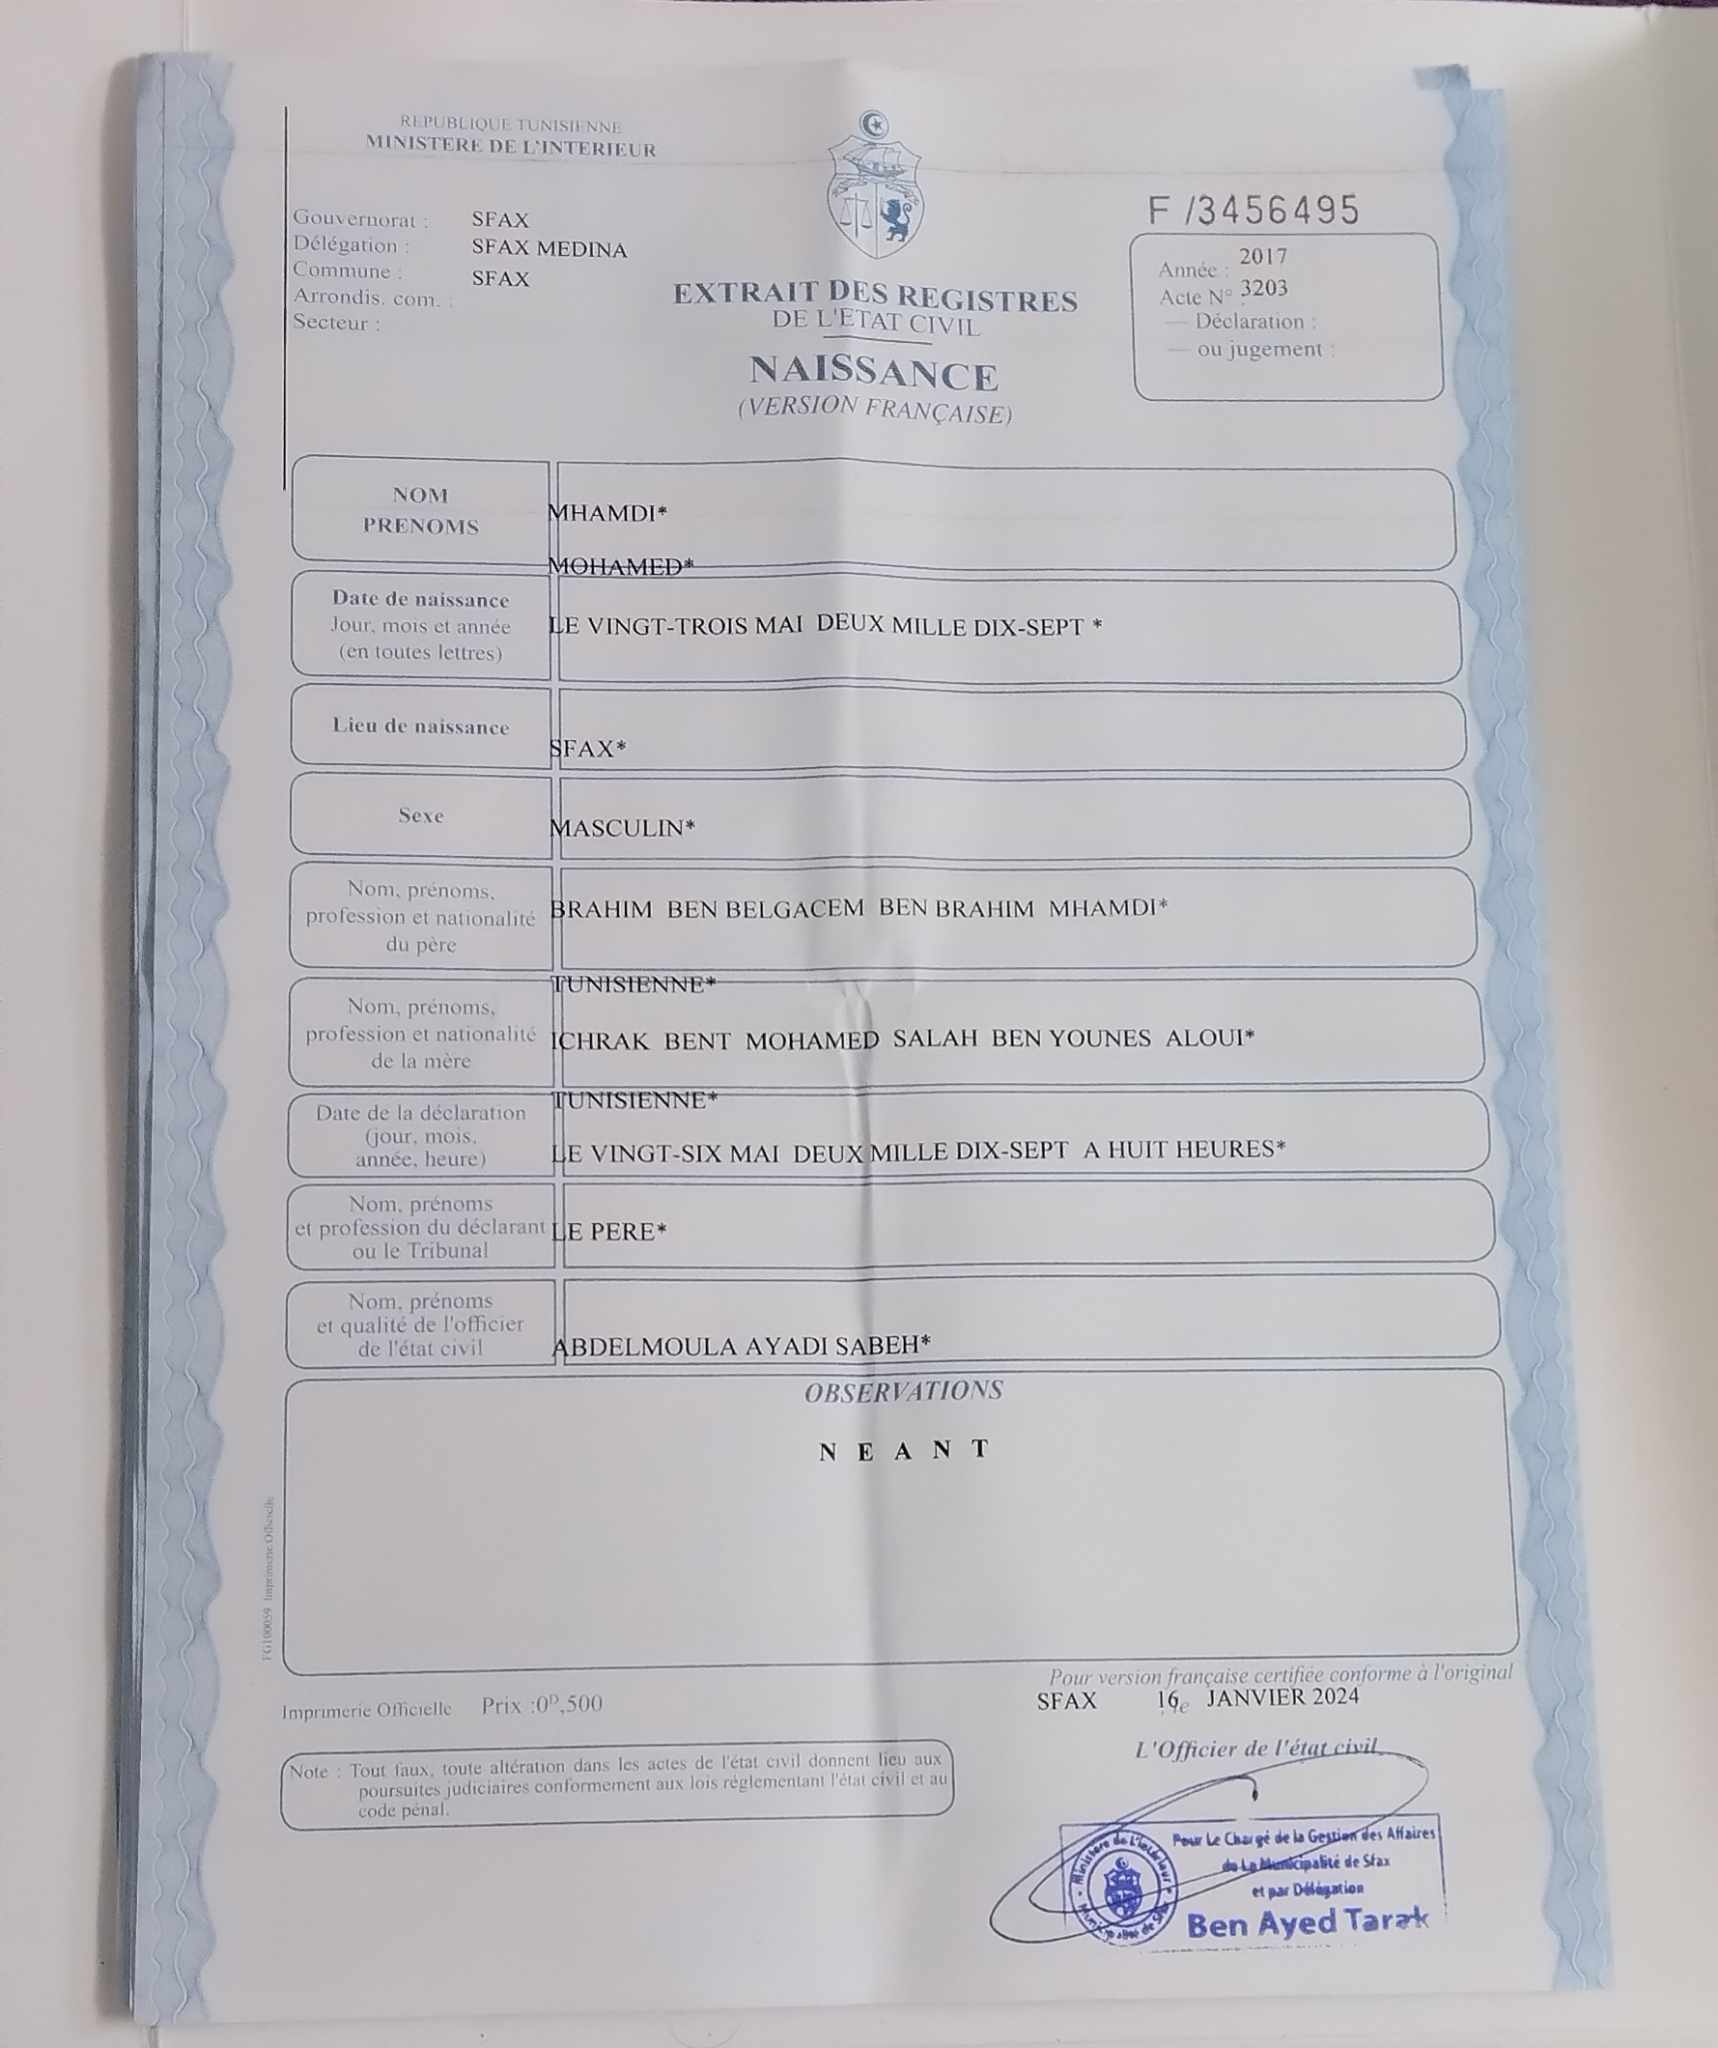 REPUBLIQUE TUNISIENNE
MINISTERE DE L'INTERIEUR
Gouvernorat : SFAX
Délégation : SFAX MEDINA
Commune : SFAX
Arrondis. com. :
Secteur :
EXTRAIT DES REGISTRES
DE L'ETAT CIVIL
NAISSANCE
(VERSION FRANÇAISE)
F /3456495
Année : 2017
Acte N° : 3203
— Déclaration :
— ou jugement :
NOM
PRENOMS
MHAMDI*
MOHAMED*
Date de naissance
Jour, mois et année
(en toutes lettres)
LE VINGT-TROIS MAI DEUX MILLE DIX-SEPT *
Lieu de naissance
SFAX*
Sexe
MASCULIN*
Nom, prénoms,
profession et nationalité
du père
BRAHIM BEN BELGACEM BEN BRAHIM MHAMDI*
TUNISIENNE*
Nom, prénoms,
profession et nationalité
de la mère
ICHRAK BENT MOHAMED SALAH BEN YOUNES ALOUI*
TUNISIENNE*
Date de la déclaration
(jour, mois,
année, heure)
LE VINGT-SIX MAI DEUX MILLE DIX-SEPT A HUIT HEURES*
Nom, prénoms
et profession du déclarant
ou le Tribunal
LE PERE*
Nom, prénoms
et qualité de l'officier
de l'état civil
ABDELMOULA AYADI SABEH*
OBSERVATIONS
N E A N T
FG100059 Imprimerie Officielle
Pour version française certifiée conforme à l'original
Imprimerie Officielle Prix :0ᴰ,500
SFAX 16 JANVIER 2024
L'Officier de l'état civil
Note : Tout faux, toute altération dans les actes de l'état civil donnent lieu aux
poursuites judiciaires conformement aux lois réglementant l'état civil et au
code pénal.
Ministère de l'intérieur
Municipalité de Sfax
Pour Le Chargé de la Gestion des Affaires
de La Municipalité de Sfax
et par Délégation
Ben Ayed Tarak